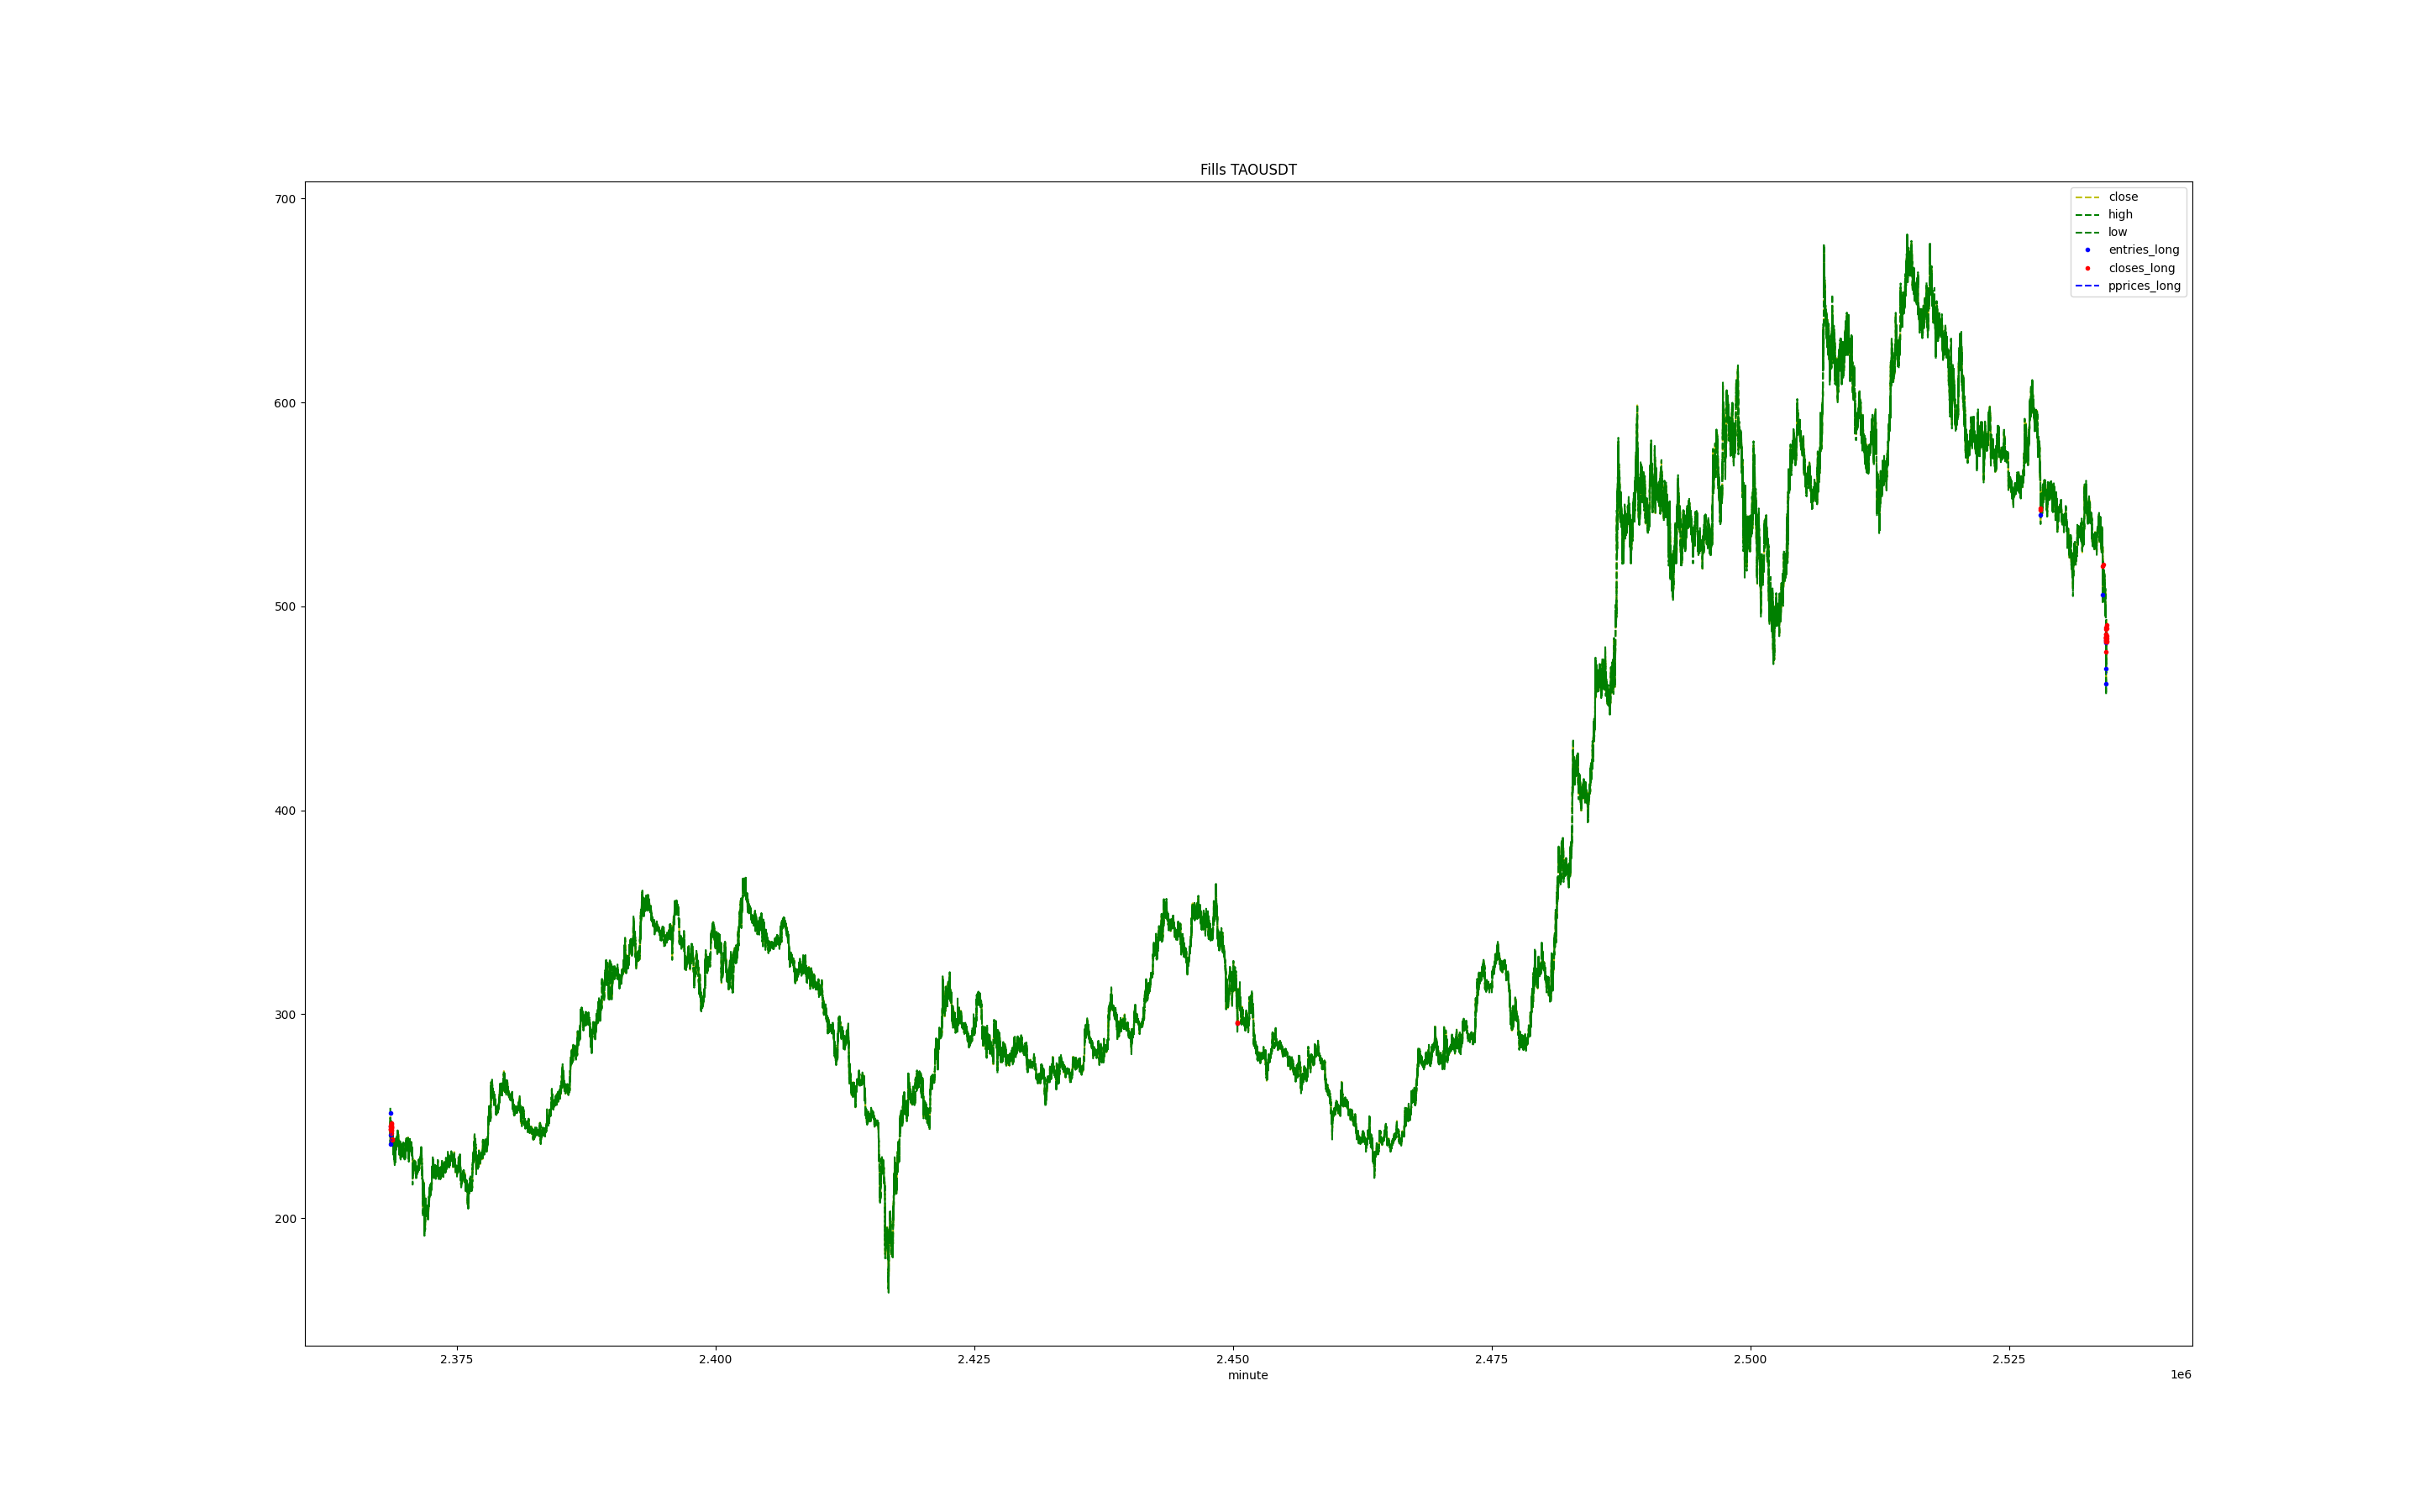 Fills TAOUSDT
700
600
500
400
300
200
close
high
low
entries_long
closes_long
pprices_long
2.375 2.400 2.425 2.450 2.475 2.500 2.525
minute
1e6